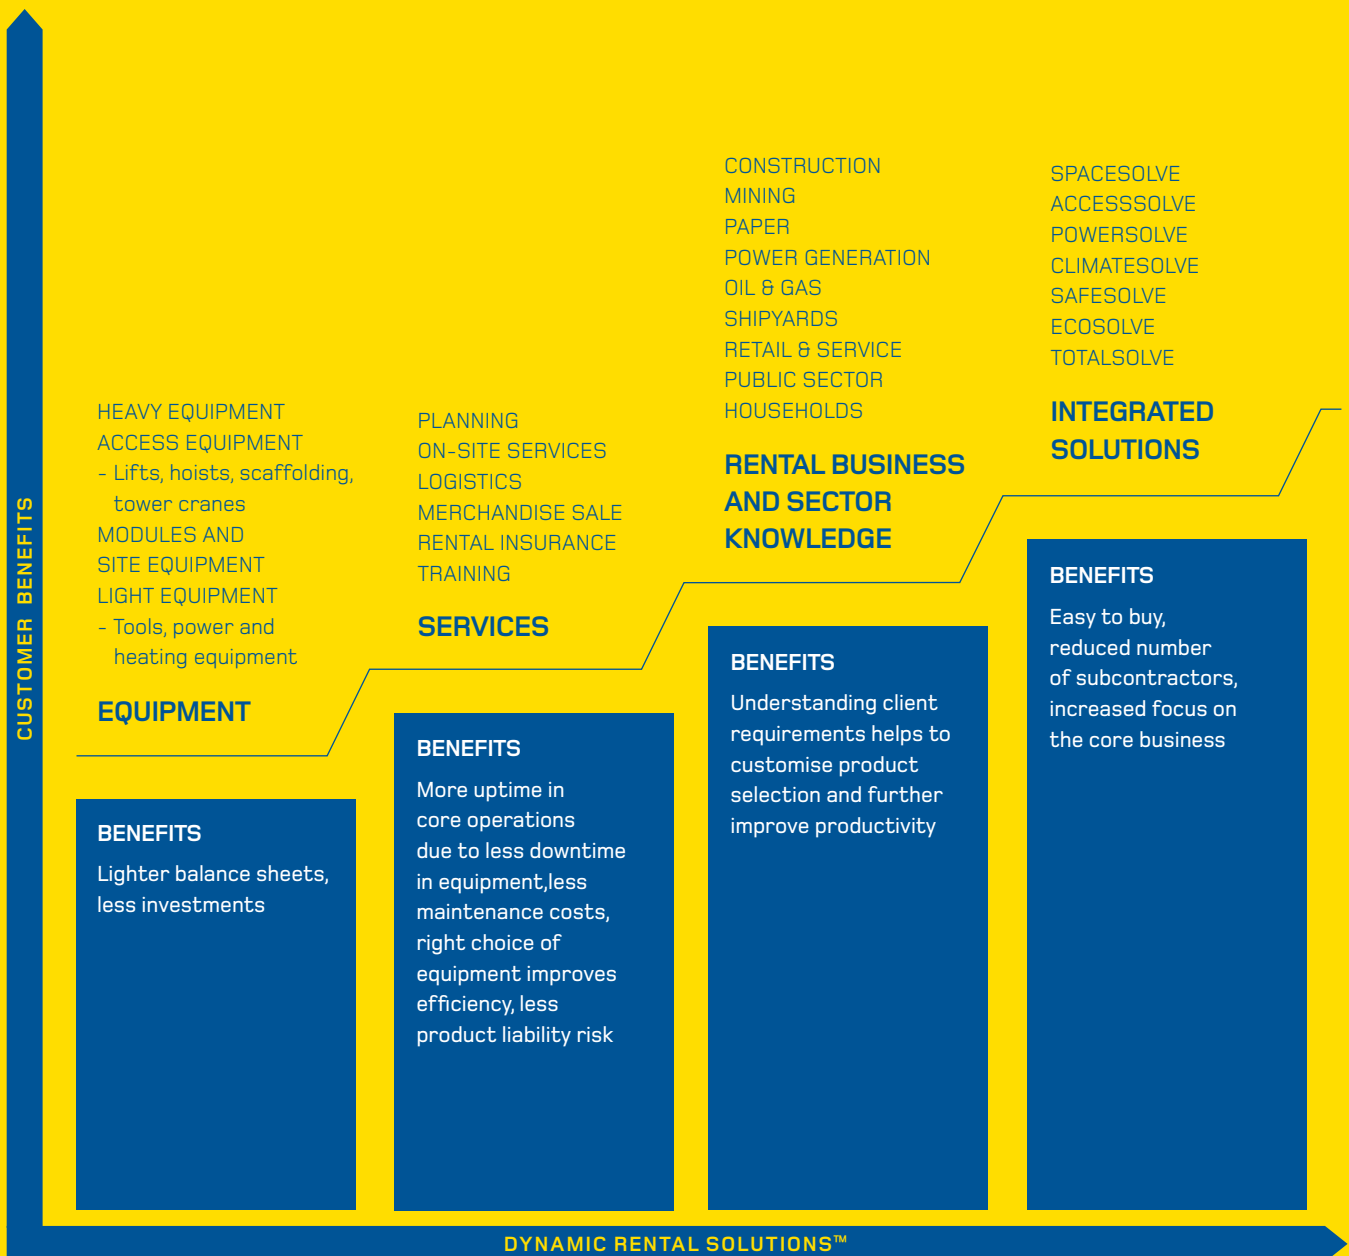 CUSTOMER BENEFITS
HEAVY EQUIPMENT
ACCESS EQUIPMENT
- Lifts, hoists, scaffolding,
tower cranes
MODULES AND
SITE EQUIPMENT
LIGHT EQUIPMENT
- Tools, power and
heating equipment
EQUIPMENT
BENEFITS
Lighter balance sheets,
less investments
PLANNING
ON-SITE SERVICES
LOGISTICS
MERCHANDISE SALE
RENTAL INSURANCE
TRAINING
SERVICES
BENEFITS
More uptime in
core operations
due to less downtime
in equipment,less
maintenance costs,
right choice of
equipment improves
efficiency, less
product liability risk
CONSTRUCTION
MINING
PAPER
POWER GENERATION
OIL & GAS
SHIPYARDS
RETAIL & SERVICE
PUBLIC SECTOR
HOUSEHOLDS
RENTAL BUSINESS
AND SECTOR
KNOWLEDGE
BENEFITS
Understanding client
requirements helps to
customise product
selection and further
improve productivity
SPACESOLVE
ACCESSSOLVE
POWERSOLVE
CLIMATESOLVE
SAFESOLVE
ECOSOLVE
TOTALSOLVE
INTEGRATED
SOLUTIONS
BENEFITS
Easy to buy,
reduced number
of subcontractors,
increased focus on
the core business
DYNAMIC RENTAL SOLUTIONS™